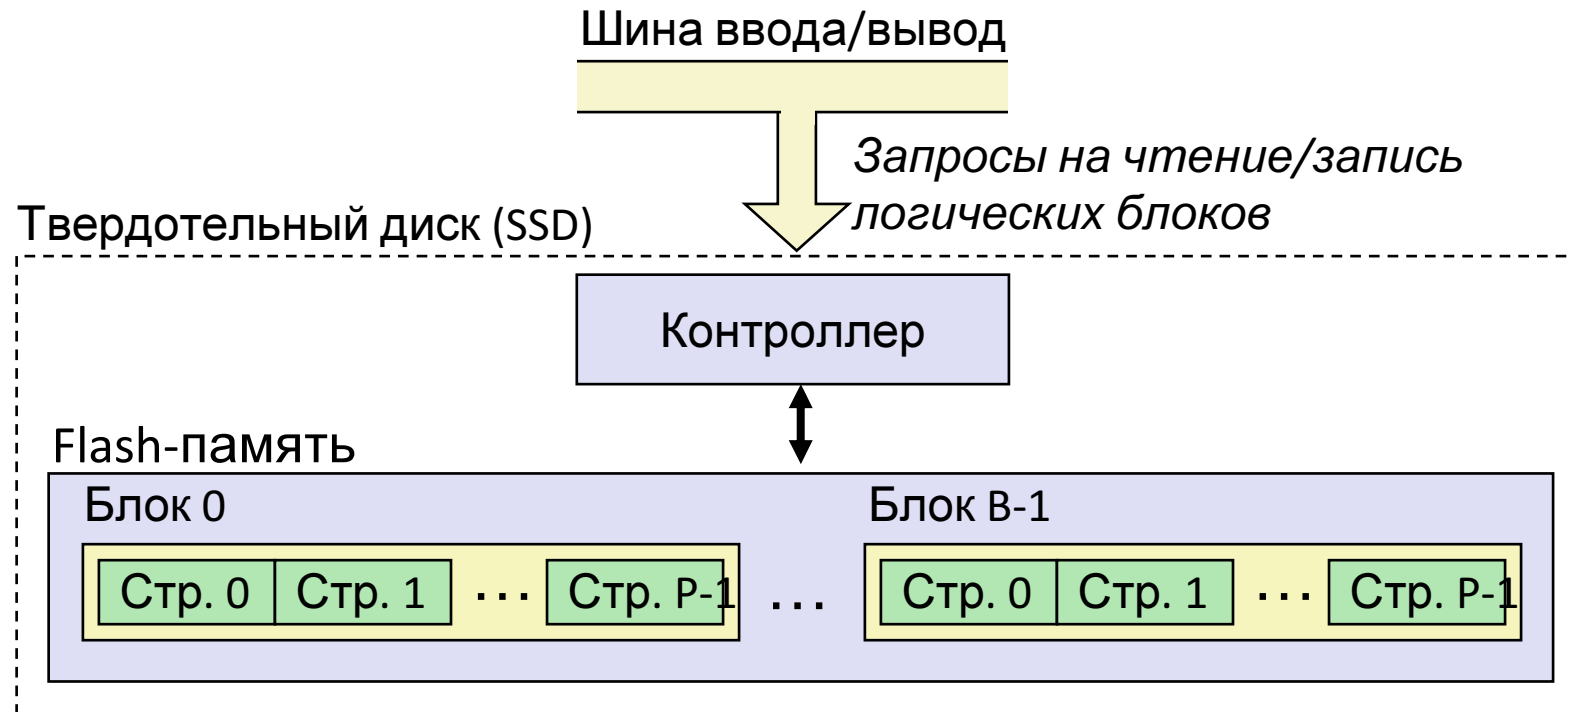 Шина ввода/вывод
Запросы на чтение/запись
логических блоков
Твердотельный диск (SSD)
Контроллер
Flash-память
Блок 0
Блок B-1
Стр. 0 Стр. 1 ... Стр. P-1 ... Стр. 0 Стр. 1 ... Стр. P-1